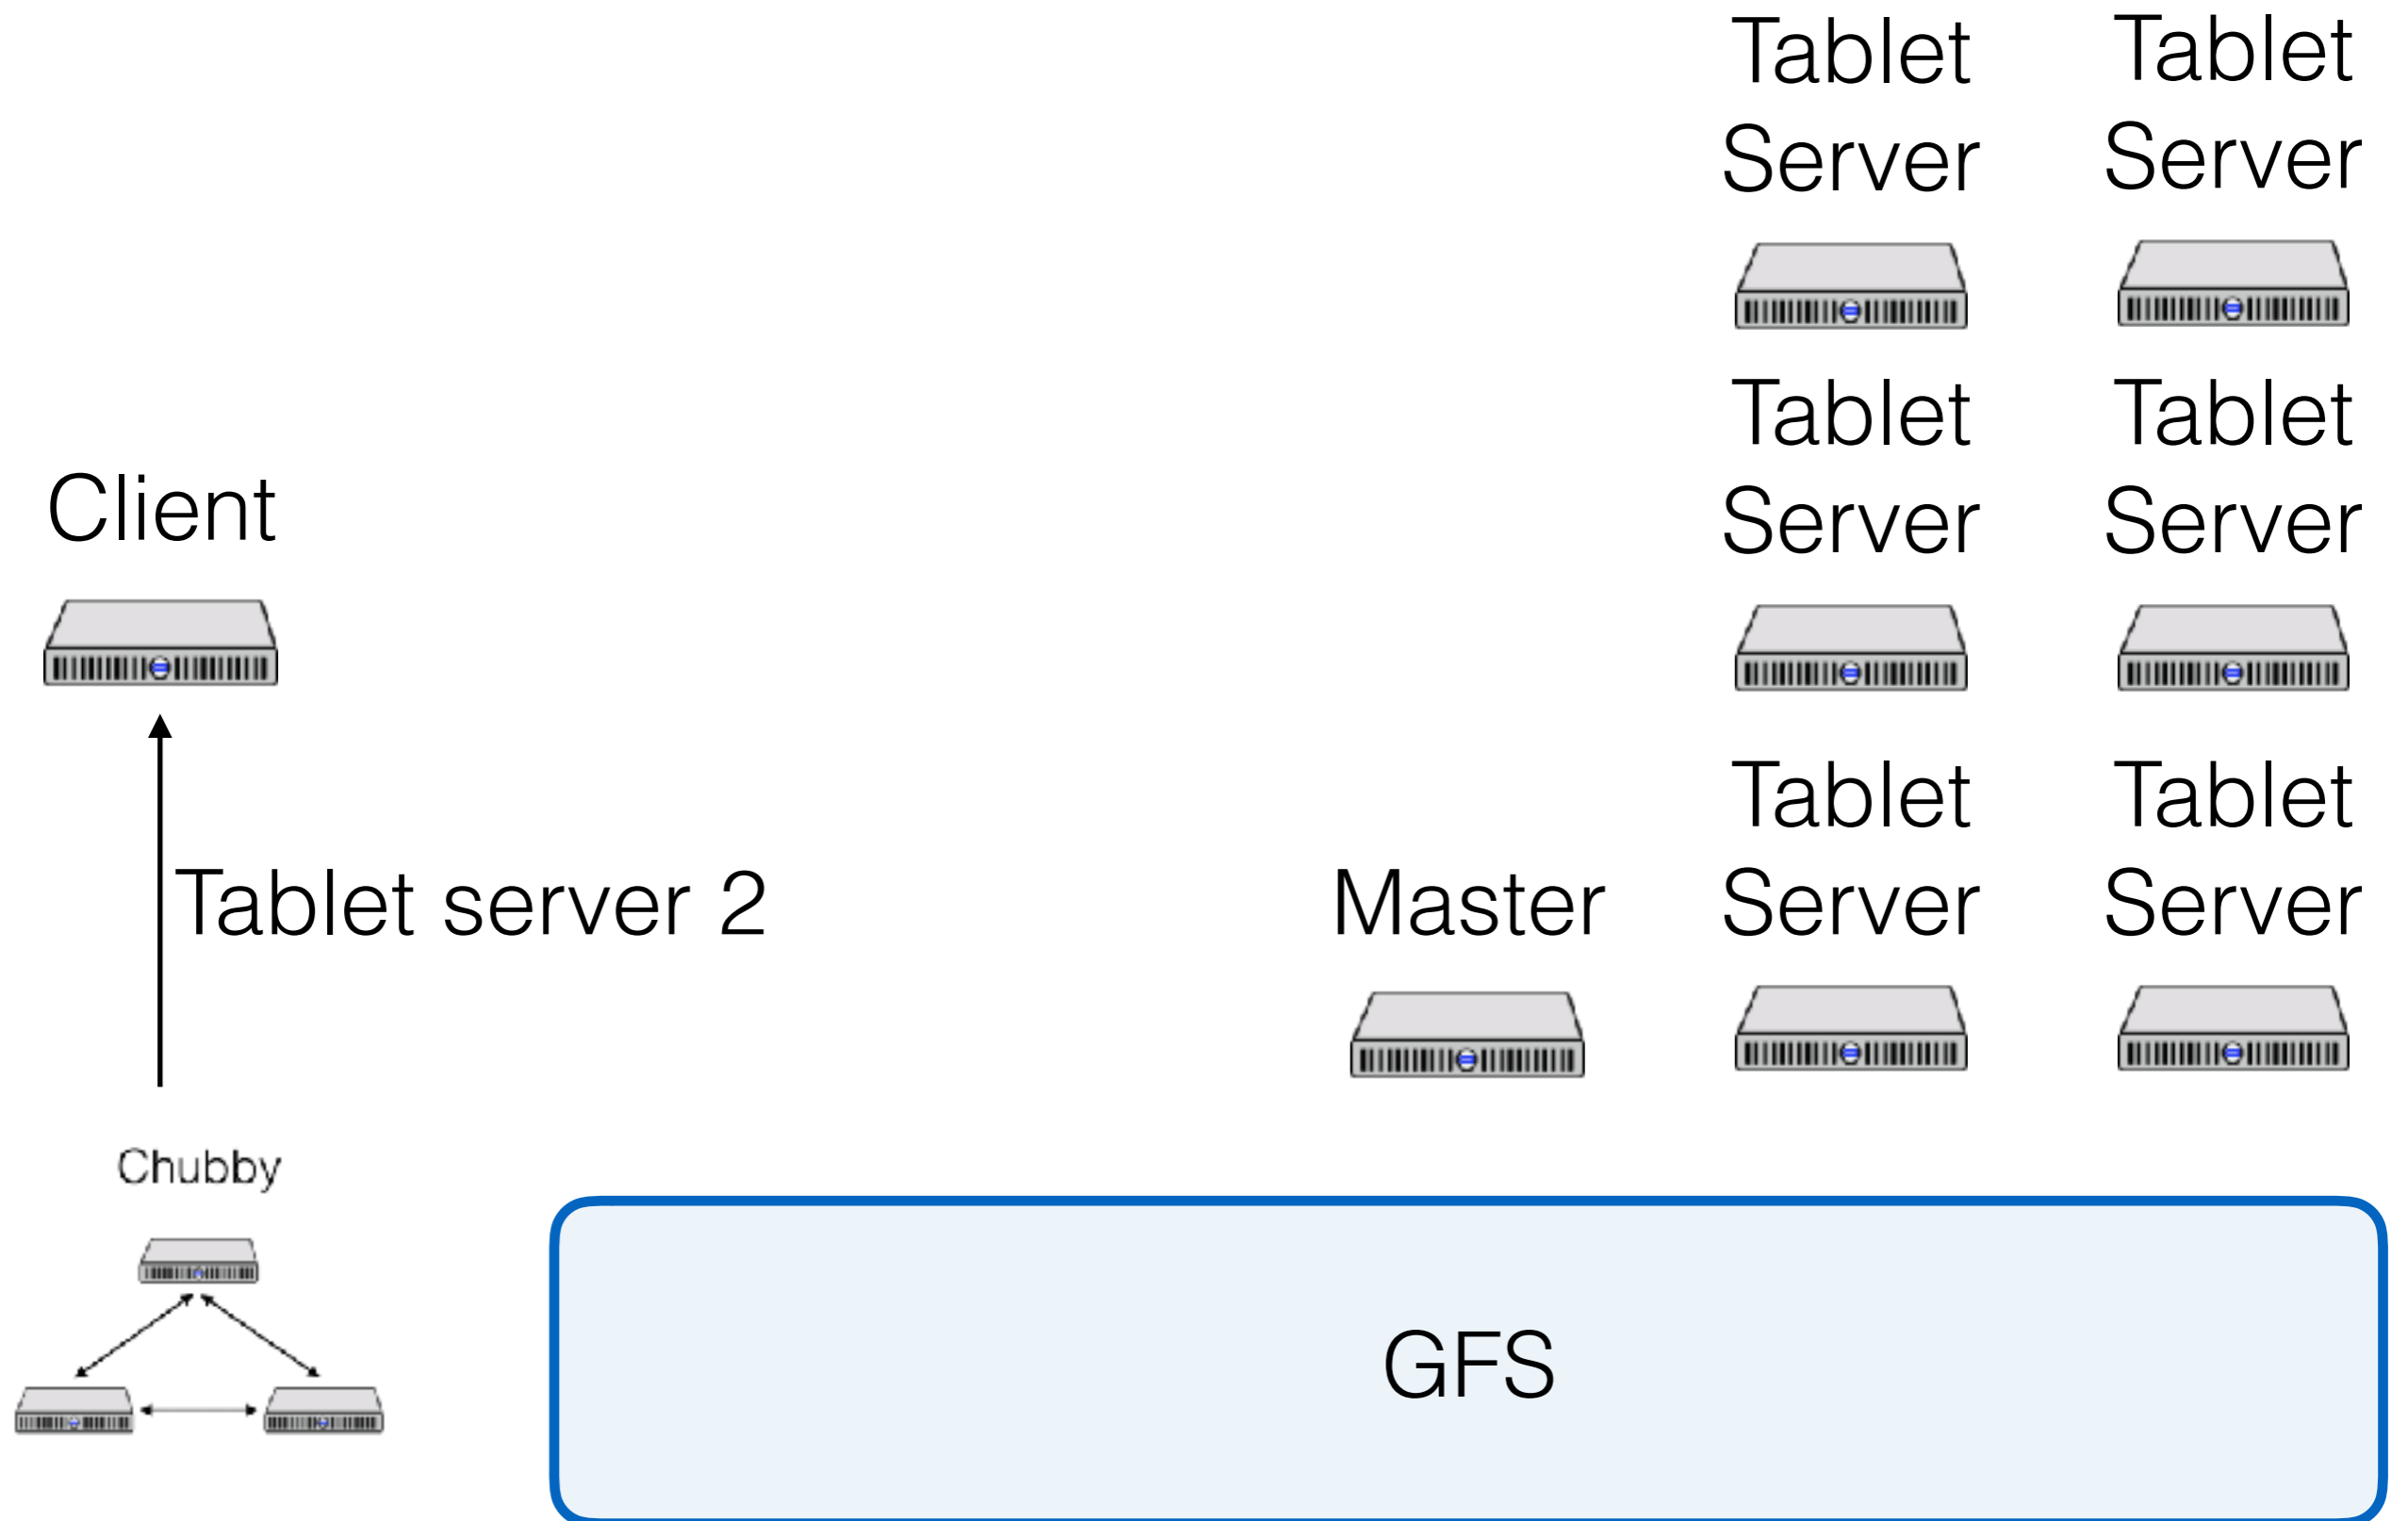 Tablet
Server
Tablet
Server
Tablet
Server
Tablet
Server
Client
Tablet
Server
Tablet
Server
Master
Tablet server 2
Chubby
GFS